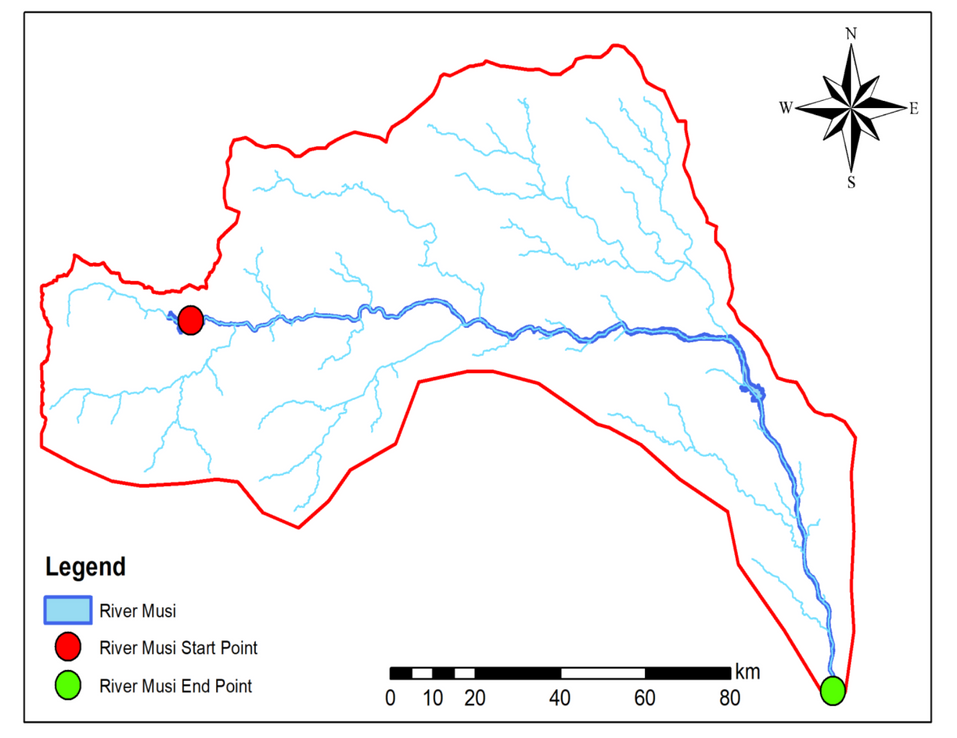 N
W E
S
Legend
River Musi
River Musi Start Point
River Musi End Point
km
0 10 20 40 60 80